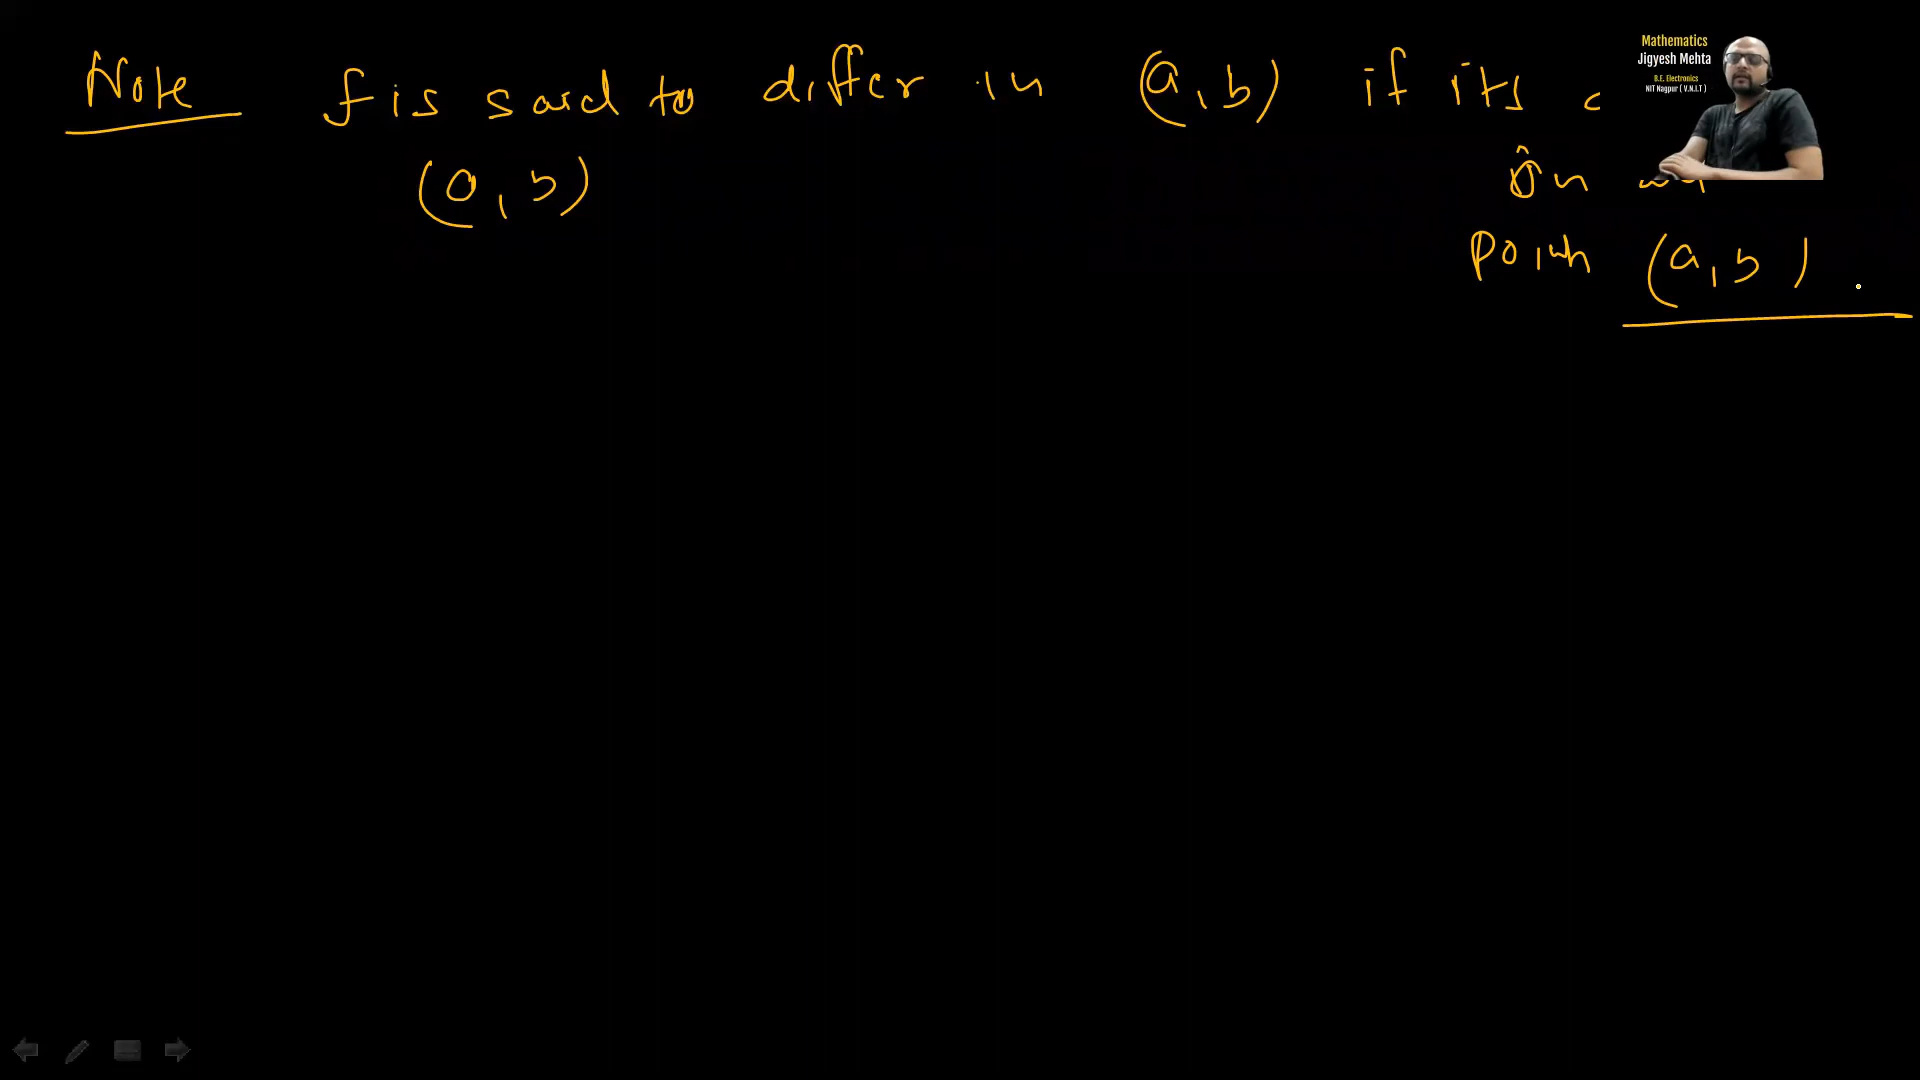 Note f is said to differ in (a,b) if its
(a,b)
on
point (a,b).
Mathematics
Jigyesh Mehta
B.E. Electronics
NIT Nagpur ( V.N.I.T )